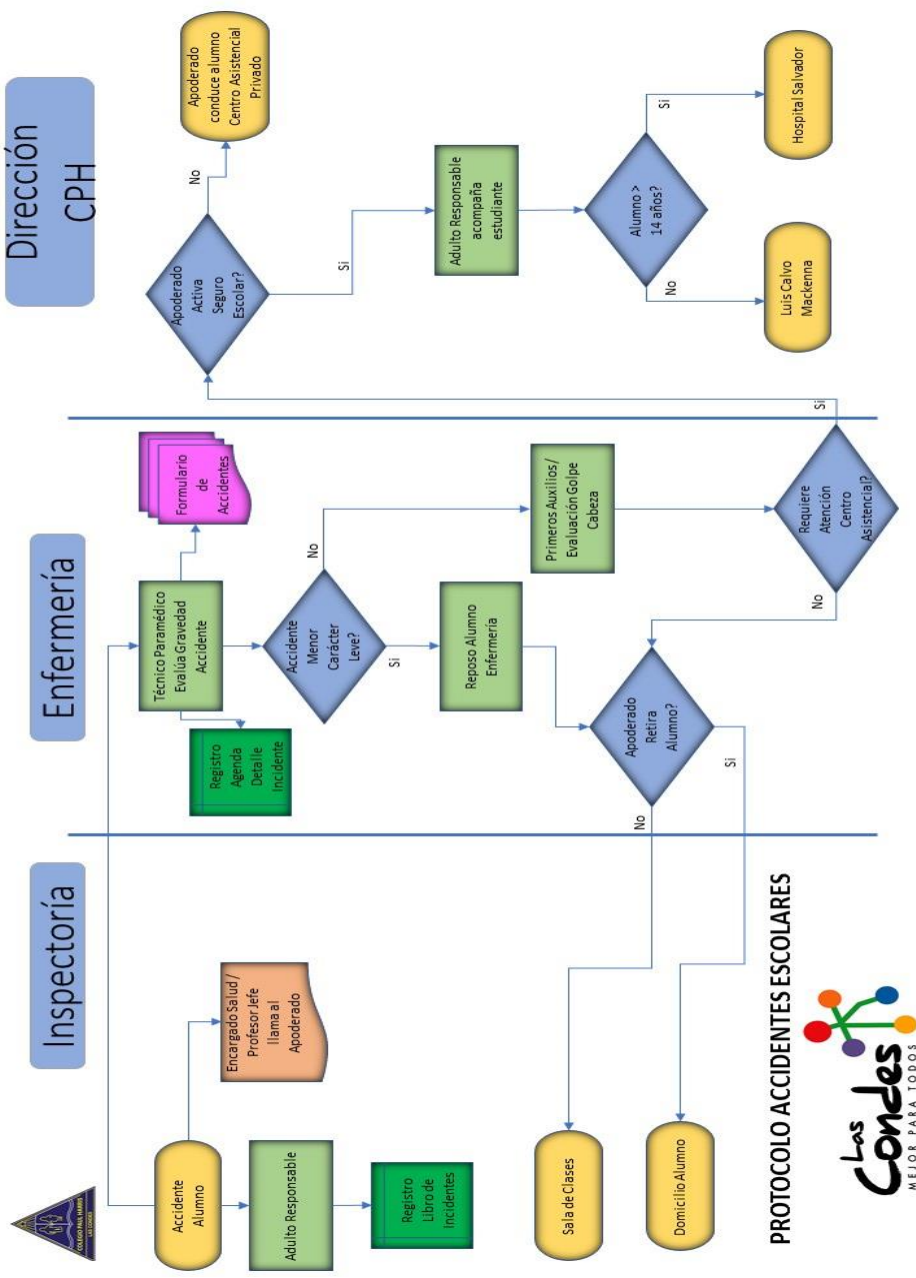 COLEGIO PAUL HARRIS
LAS CONDES
Inspectoría
Enfermería
Dirección
CPH
Accidente
Alumno
Encargado Salud /
Profesor Jefe
llama al
Apoderado
Adulto Responsable
Registro
Libro de
Incidentes
Sala de Clases
Domicilio Alumno
Técnico Paramédico
Evalúa Gravedad
Accidente
Formulario
de
Accidentes
Registro
Agenda
Detalle
Incidente
Accidente
Menor
Carácter
Leve?
No
Si
Reposo Alumno
Enfermería
Primeros Auxilios/
Evaluación Golpe
Cabeza
Apoderado
Retira
Alumno?
No
Si
Requiere
Atención
Centro
Asistencial?
No
Si
Apoderado
Activa
Seguro
Escolar?
No
Si
Apoderado
conduce alumno
Centro Asistencial
Privado
Adulto Responsable
acompaña
estudiante
Alumno >
14 años?
No
Si
Luis Calvo
Mackenna
Hospital Salvador
PROTOCOLO ACCIDENTES ESCOLARES
Las
Condes
MEJOR PARA TODOS